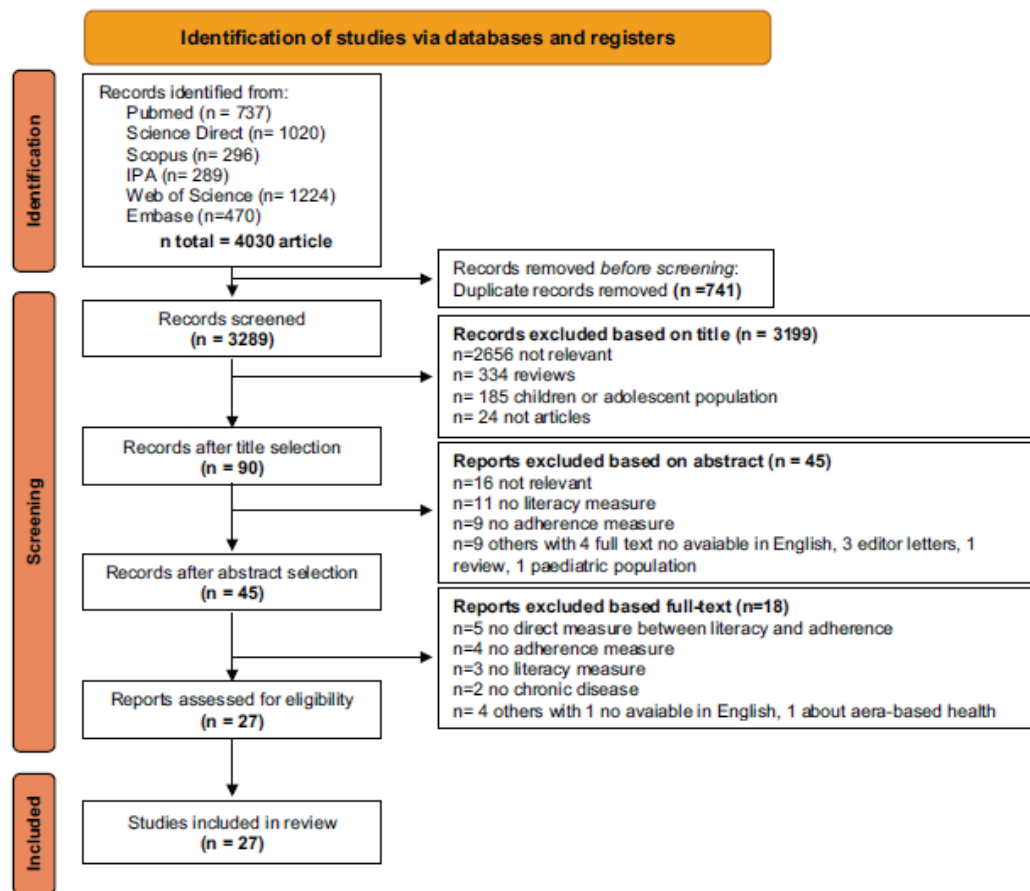 Identification of studies via databases and registers
Identification
Records identified from:
Pubmed (n = 737)
Science Direct (n= 1020)
Scopus (n= 296)
IPA (n= 289)
Web of Science (n= 1224)
Embase (n=470)
n total = 4030 article
Records removed before screening:
Duplicate records removed (n =741)
Screening
Records screened
(n = 3289)
Records excluded based on title (n = 3199)
n=2656 not relevant
n= 334 reviews
n= 185 children or adolescent population
n= 24 not articles
Records after title selection
(n = 90)
Reports excluded based on abstract (n = 45)
n=16 not relevant
n=11 no literacy measure
n=9 no adherence measure
n=9 others with 4 full text no avaiable in English, 3 editor letters, 1
review, 1 paediatric population
Records after abstract selection
(n = 45)
Reports excluded based full-text (n=18)
n=5 no direct measure between literacy and adherence
n=4 no adherence measure
n=3 no literacy measure
n=2 no chronic disease
n= 4 others with 1 no avaiable in English, 1 about aera-based health
Reports assessed for eligibility
(n = 27)
Included
Studies included in review
(n = 27)